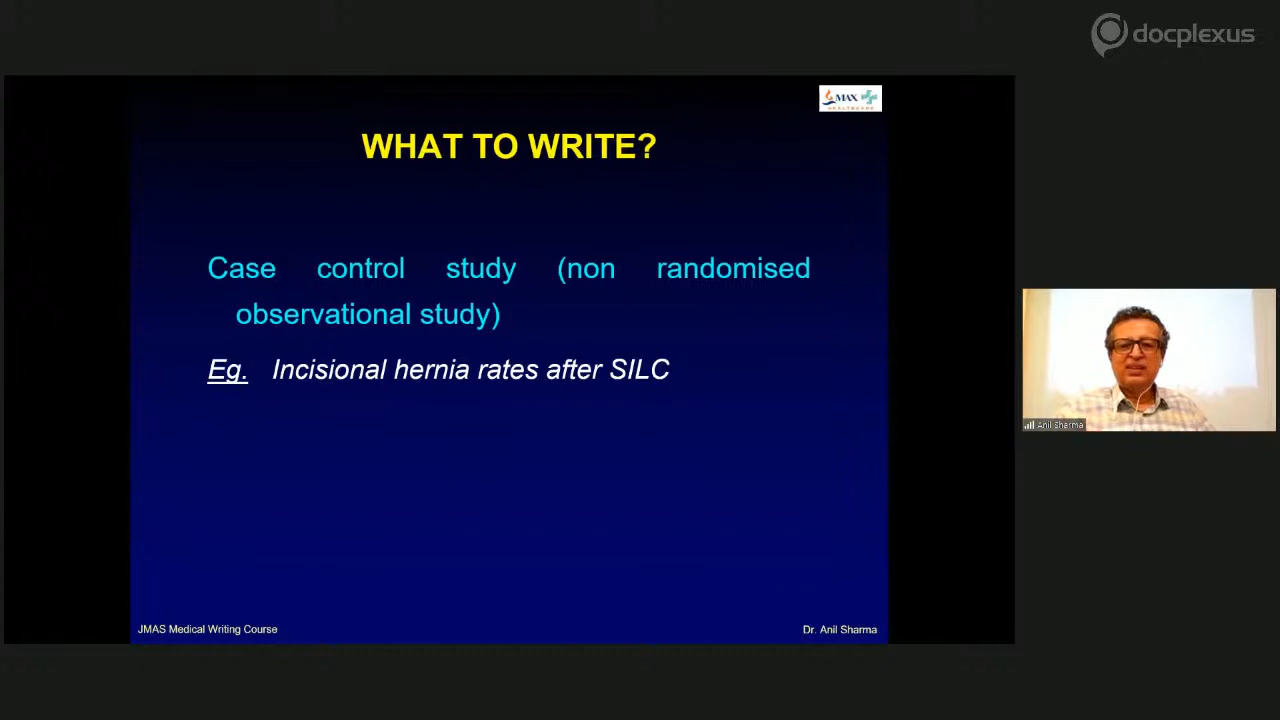 docplexus
MAX
HEALTHCARE
WHAT TO WRITE?
Case control study (non randomised
observational study)
Eg. Incisional hernia rates after SILC
Anil Sharma
JMAS Medical Writing Course
Dr. Anil Sharma